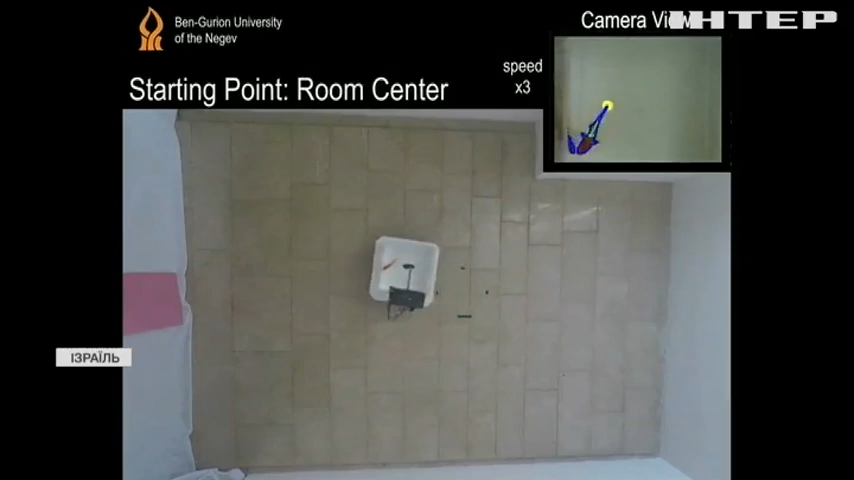 Ben-Gurion University
of the Negev
Camera View
ІНТЕР
speed
x3
Starting Point: Room Center
ІЗРАЇЛЬ